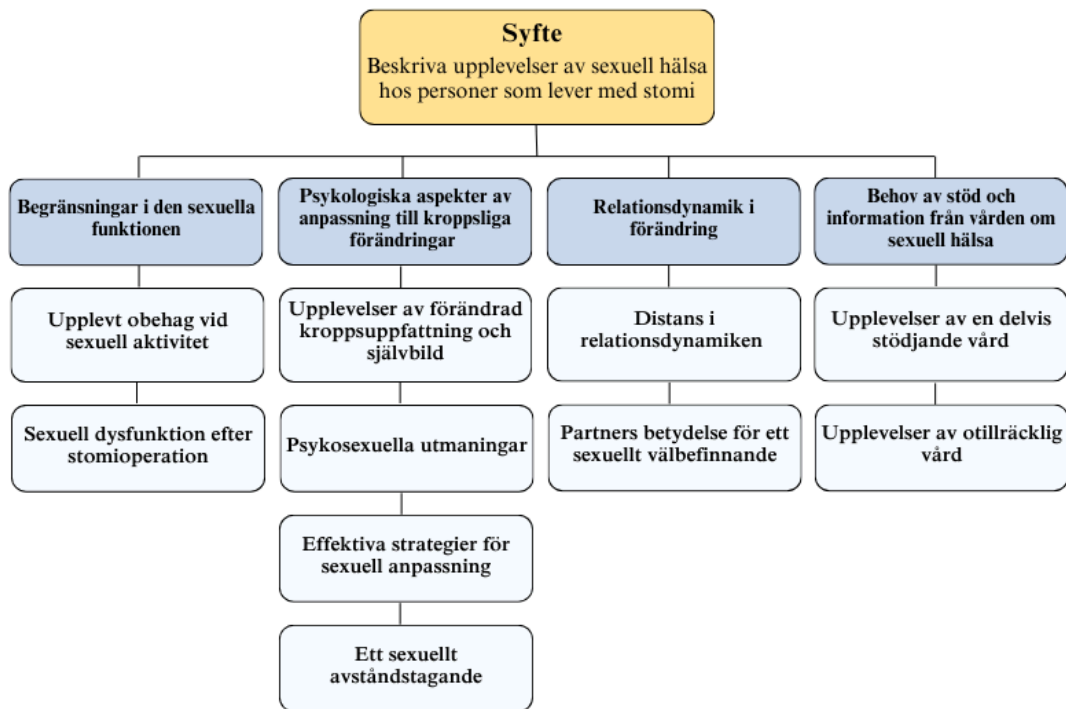 Syfte
Beskriva upplevelser av sexuell hälsa
hos personer som lever med stomi
Begränsningar i den sexuella
funktionen
Psykologiska aspekter av
anpassning till kroppsliga
förändringar
Relationsdynamik i
förändring
Behov av stöd och
information från vården om
sexuell hälsa
Upplevt obehag vid
sexuell aktivitet
Upplevelser av förändrad
kroppsuppfattning och
självbild
Distans i
relationsdynamiken
Upplevelser av en delvis
stödjande vård
Sexuell dysfunktion efter
stomioperation
Psykosexuella utmaningar
Partners betydelse för ett
sexuellt välbefinnande
Upplevelser av otillräcklig
vård
Effektiva strategier för
sexuell anpassning
Ett sexuellt
avståndstagande